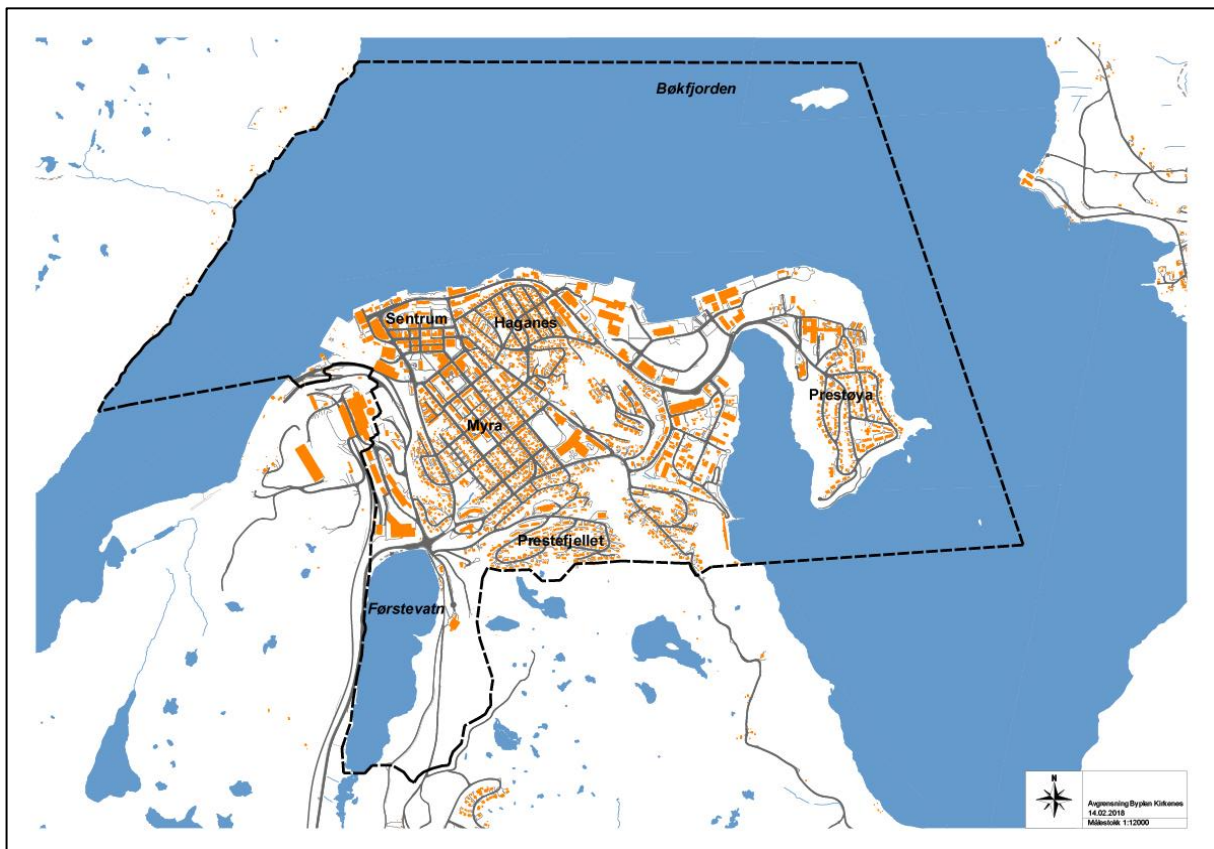 Bøkfjorden
Sentrum
Haganes
Prestøya
Myra
Prestefjellet
Førstevatn
N
Avgrensning Byplan Kirkenes
14.02.2018
Målestokk 1:12000